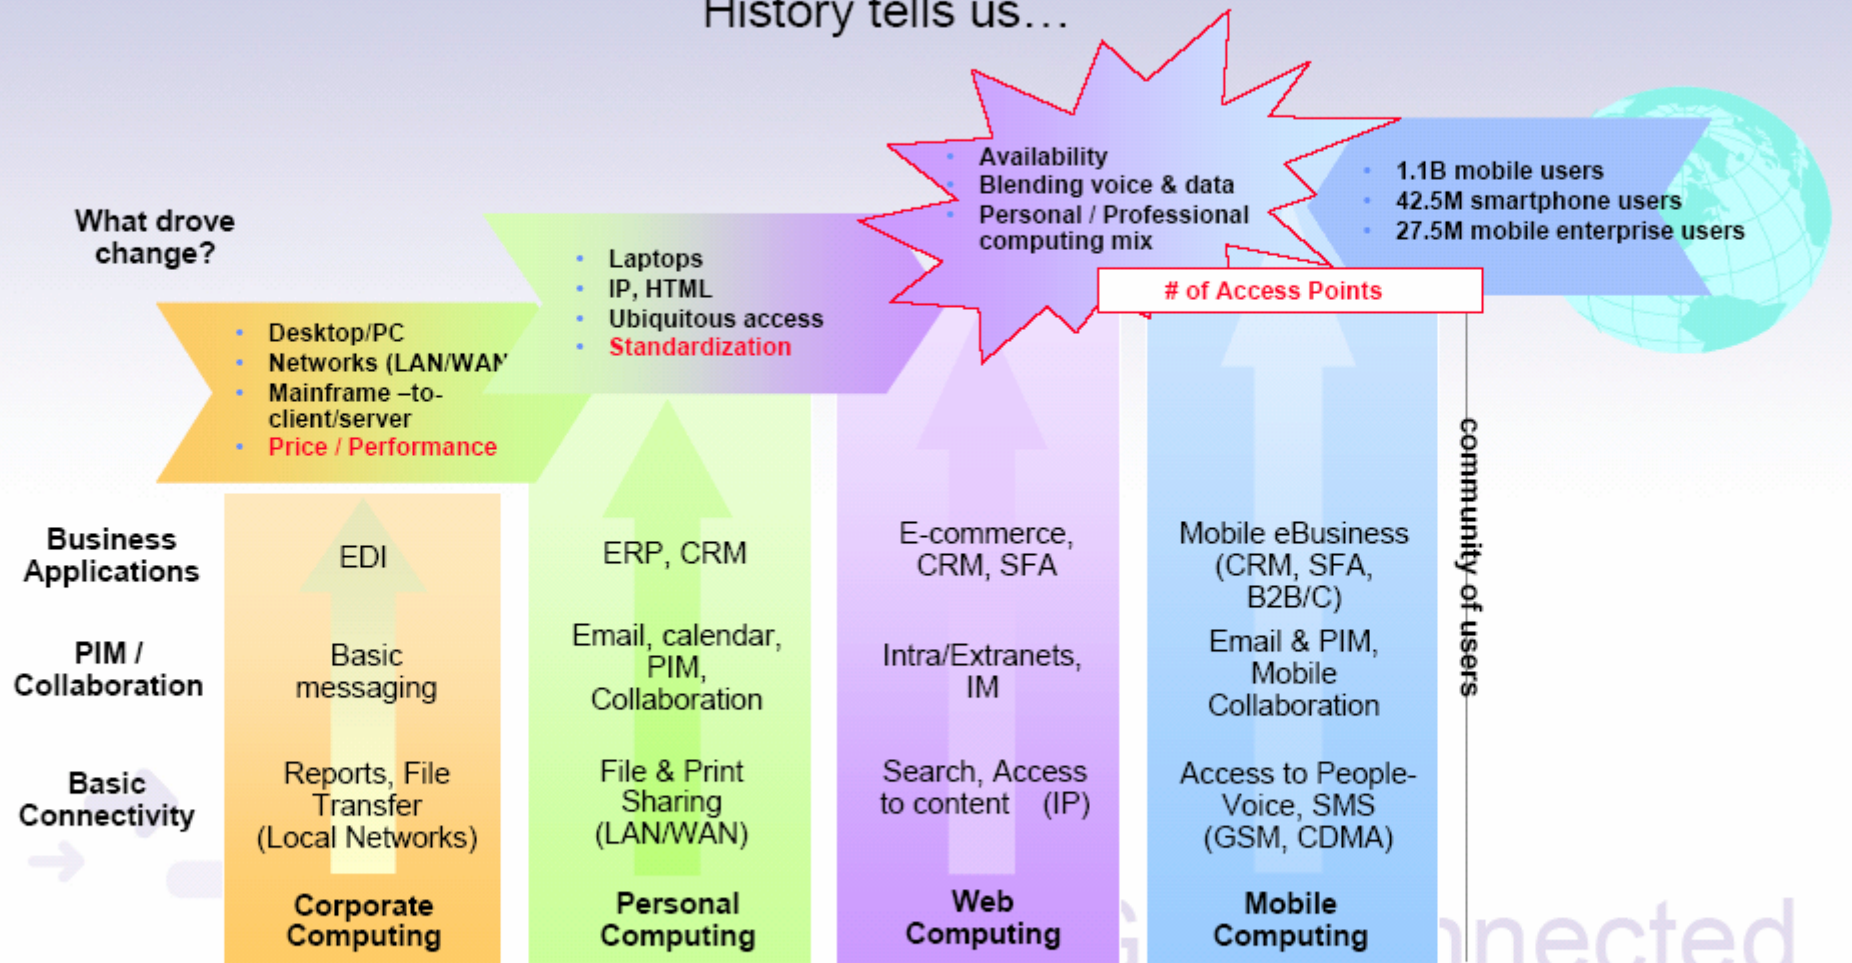 History tells us...
What drove
change?
Desktop/PC
Networks (LAN/WAN
Mainframe –to-
client/server
Price / Performance
Laptops
IP, HTML
Ubiquitous access
Standardization
Availability
Blending voice & data
Personal / Professional
computing mix
1.1B mobile users
42.5M smartphone users
27.5M mobile enterprise users
# of Access Points
community of users
Business
Applications
EDI
ERP, CRM
E-commerce,
CRM, SFA
Mobile eBusiness
(CRM, SFA,
B2B/C)
PIM /
Collaboration
Basic
messaging
Email, calendar,
PIM,
Collaboration
Intra/Extranets,
IM
Email & PIM,
Mobile
Collaboration
Basic
Connectivity
Reports, File
Transfer
(Local Networks)
File & Print
Sharing
(LAN/WAN)
Search, Access
to content (IP)
Access to People-
Voice, SMS
(GSM, CDMA)
Corporate
Computing
Personal
Computing
Web
Computing
Mobile
Computing